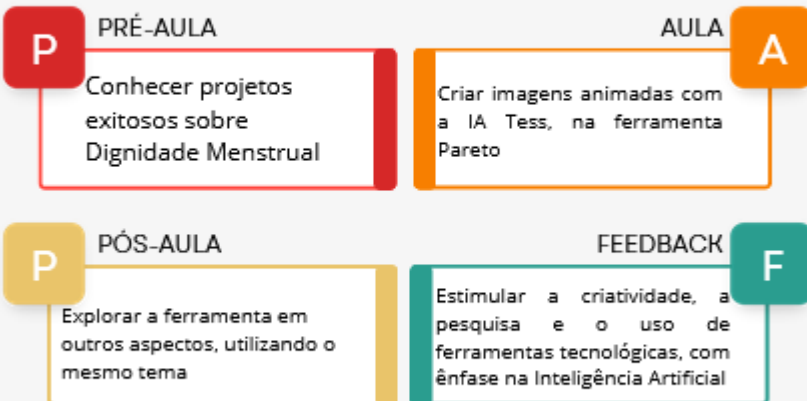 P
PRÉ-AULA
Conhecer projetos
exitosos sobre
Dignidade Menstrual
AULA
A
Criar imagens animadas com
a IA Tess, na ferramenta
Pareto
P
PÓS-AULA
Explorar a ferramenta em
outros aspectos, utilizando o
mesmo tema
FEEDBACK
F
Estimular a criatividade, a
pesquisa e o uso de
ferramentas tecnológicas, com
ênfase na Inteligência Artificial